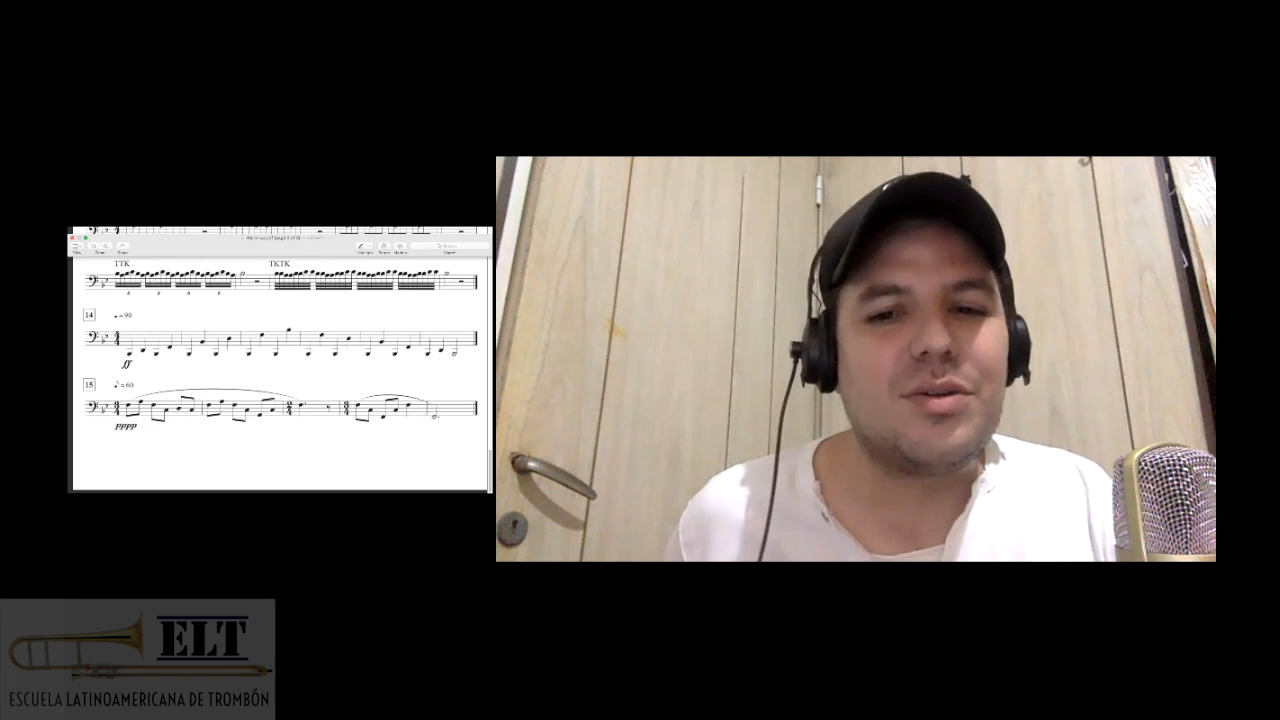 TTK
TKTK
14
= 90
ff
15
= 60
pppp
ELT
ESCUELA LATINOAMERICANA DE TROMBÓN